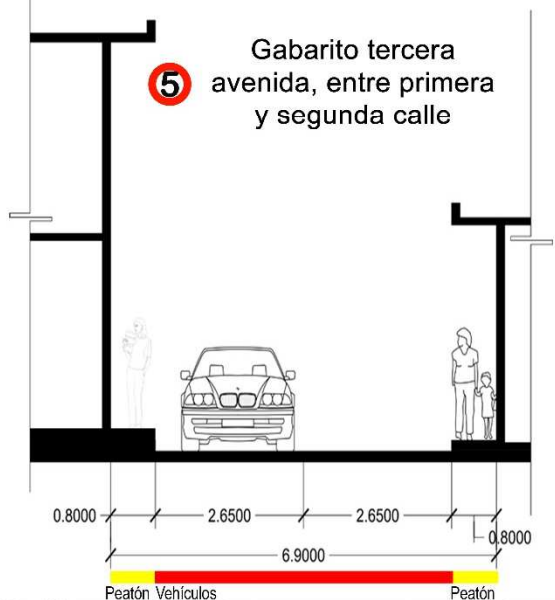 5
Gabarito tercera
avenida, entre primera
y segunda calle
0.8000
2.6500
2.6500
0.8000
6.9000
Peatón
Vehículos
Peatón